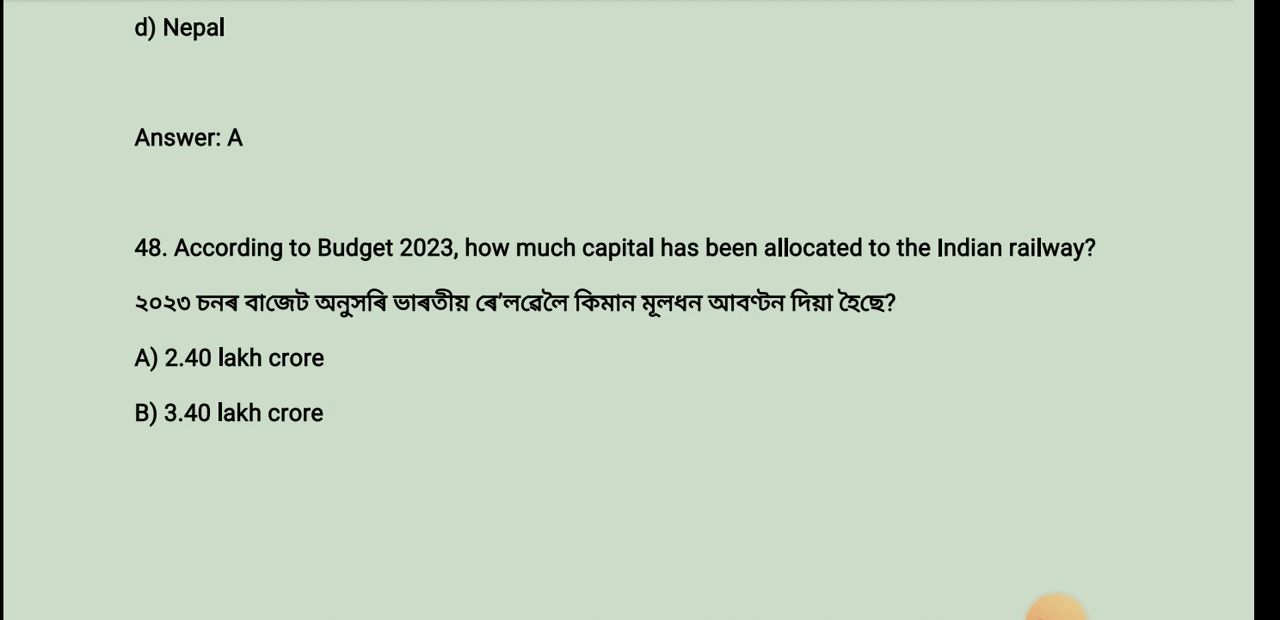 d) Nepal
Answer: A
48. According to Budget 2023, how much capital has been allocated to the Indian railway?
২০২৩ চনৰ বাজেট অনুসৰি ভাৰতীয় ৰে'লৱেলৈ কিমান মূলধন আবণ্টন দিয়া হৈছে?
A) 2.40 lakh crore
B) 3.40 lakh crore